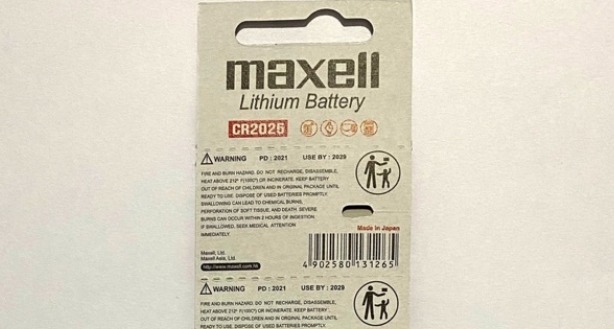 maxell
Lithium Battery
CR2026
WARNING PD : 2021 USE BY : 2029
FIRE AND BURN HAZARD. DO NOT RECHARGE, DISASSEMBLE,
HEAT ABOVE 212° F(100°C) OR INCINERATE. KEEP BATTERY
OUT OF REACH OF CHILDREN AND IN ORIGINAL PACKAGE UNTIL
READY TO USE. DISPOSE OF USED BATTERIES PROMPTLY.
SWALLOWING CAN LEAD TO CHEMICAL BURNS,
PERFORATION OF SOFT TISSUE, AND DEATH. SEVERE
BURNS CAN OCCUR WITHIN 2 HOURS OF INGESTION.
IF SWALLOWED, SEEK MEDICAL ATTENTION
IMMEDIATELY.
Made in Japan
Maxell, Ltd.
Maxell Asia, Ltd.
http://www.maxell.com.hk
4 902580 131265
WARNING PD : 2021 USE BY : 2029
FIRE AND BURN HAZARD. DO NOT RECHARGE, DISASSEMBLE,
HEAT ABOVE 212° F(100°C) OR INCINERATE. KEEP BATTERY
OUT OF REACH OF CHILDREN AND IN ORIGINAL PACKAGE UNTIL
READY TO USE. DISPOSE OF USED BATTERIES PROMPTLY.